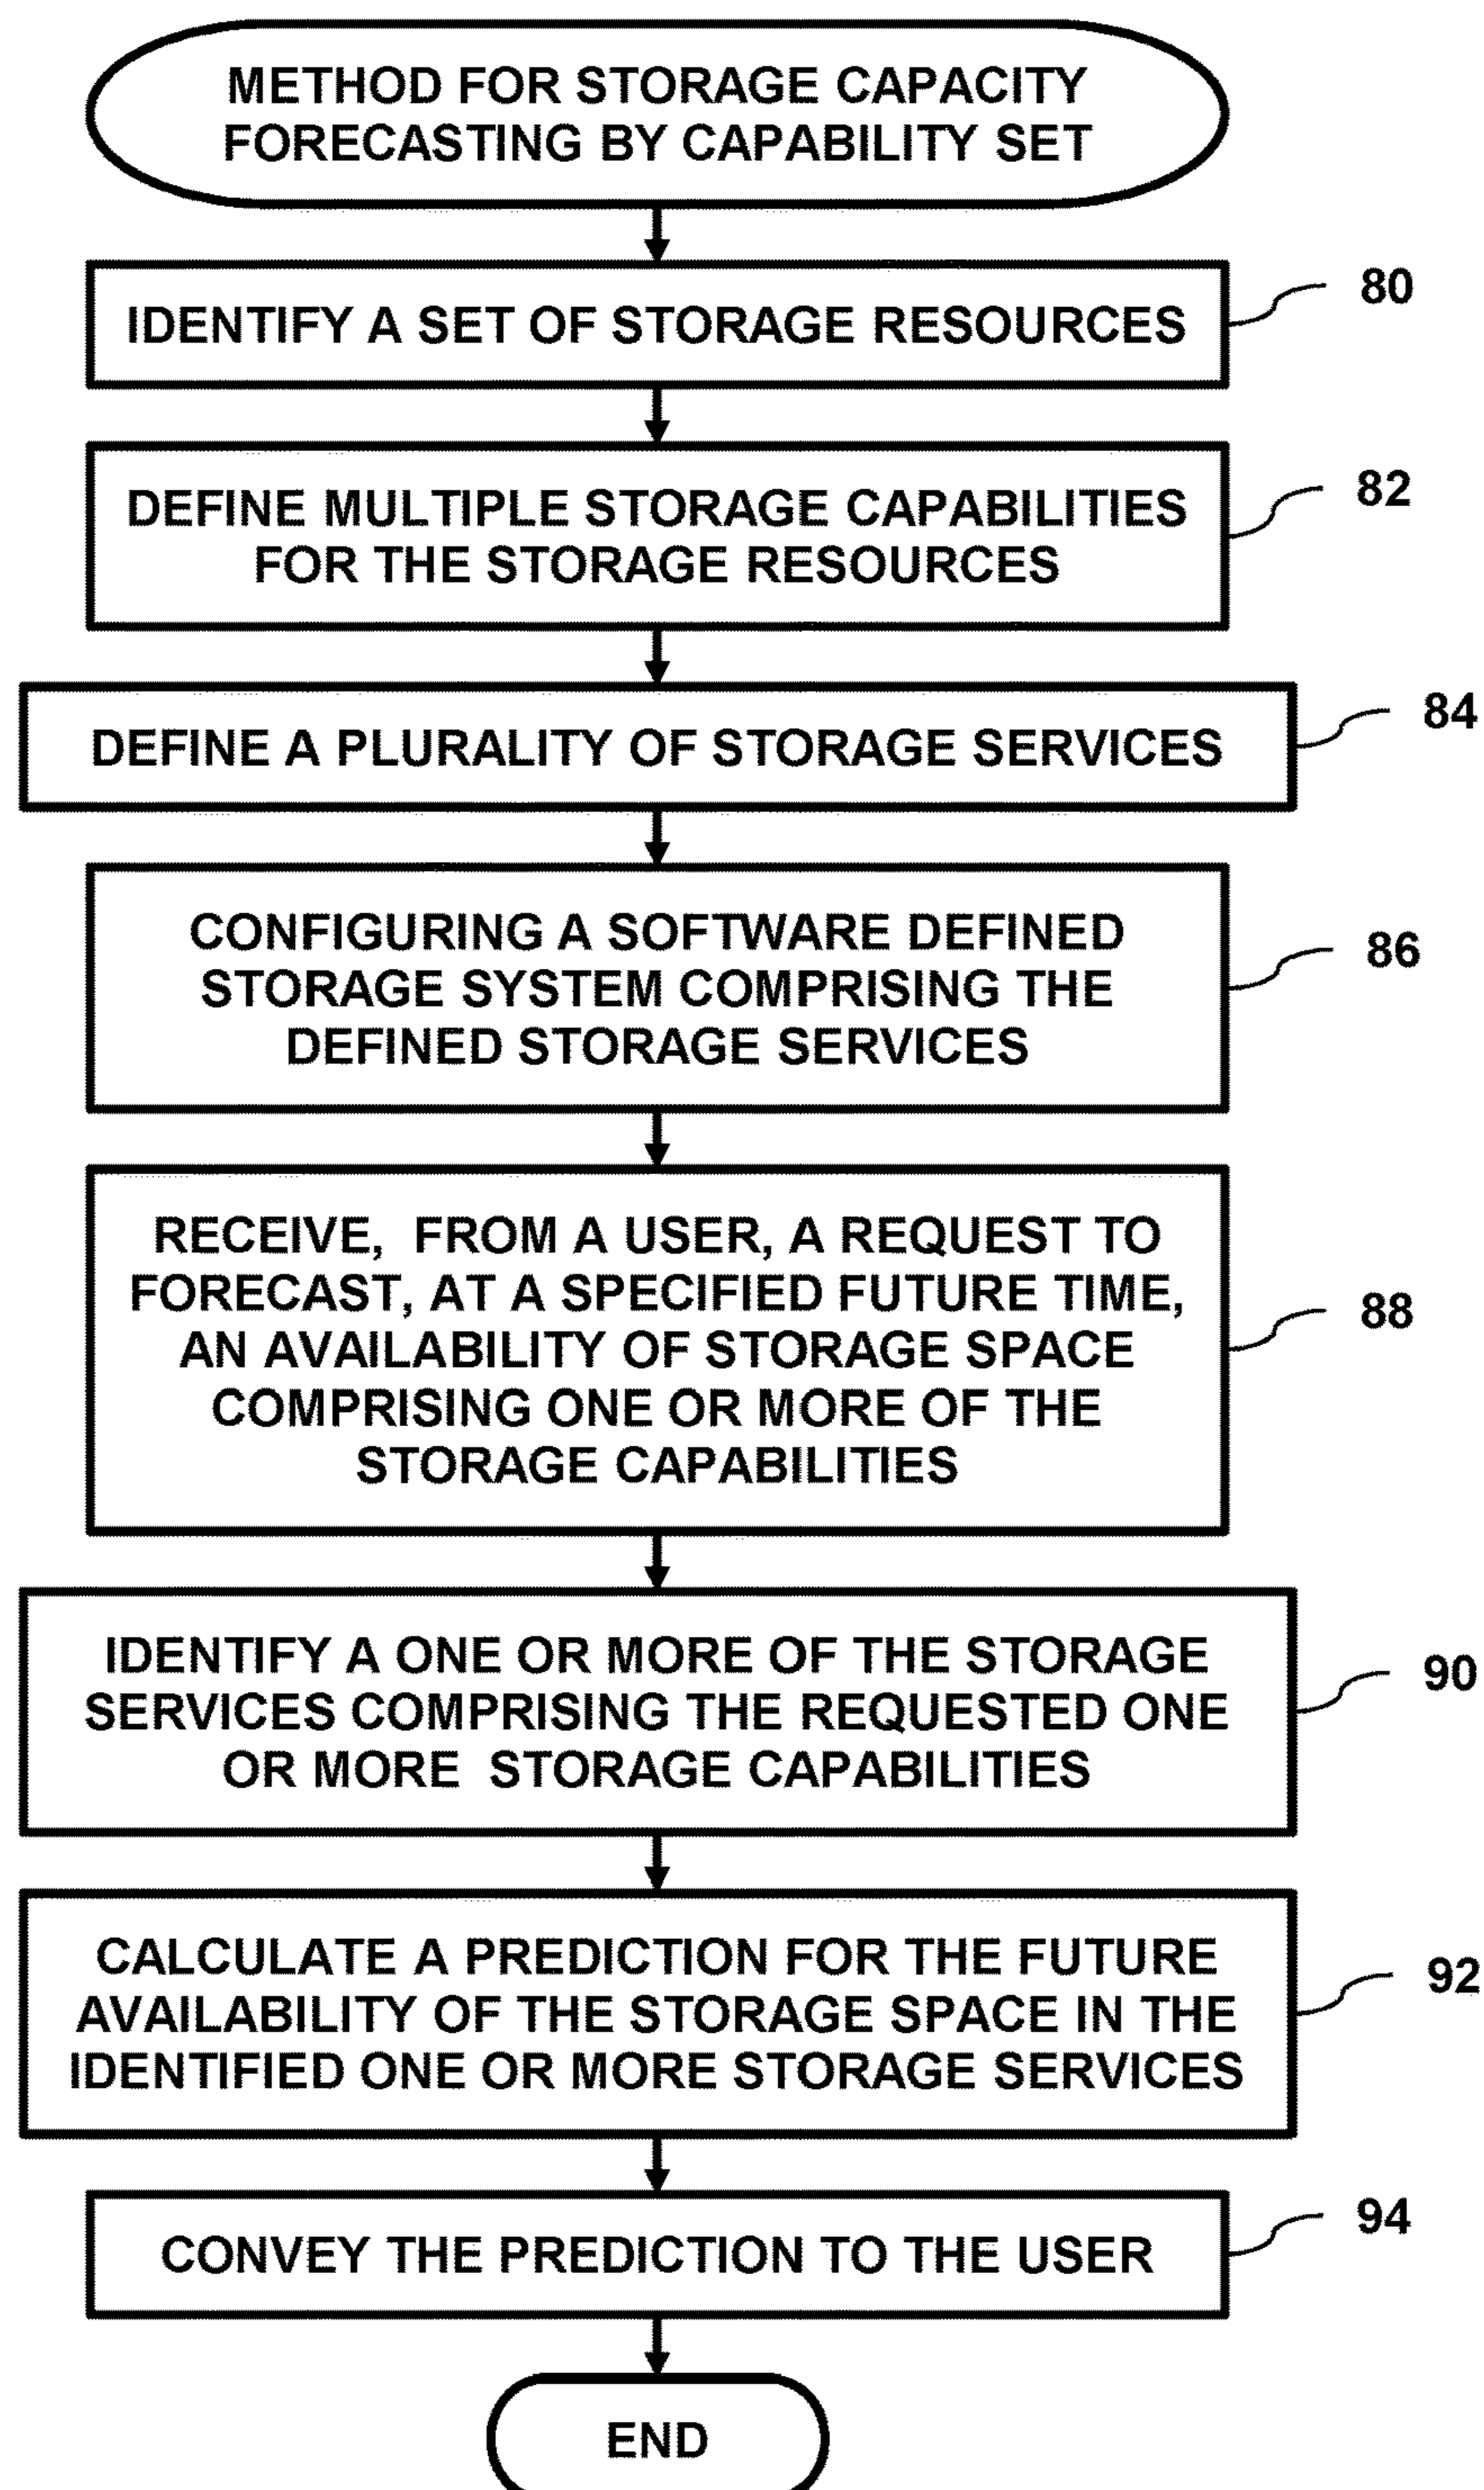 METHOD FOR STORAGE CAPACITY
FORECASTING BY CAPABILITY SET
IDENTIFY A SET OF STORAGE RESOURCES
80
DEFINE MULTIPLE STORAGE CAPABILITIES
FOR THE STORAGE RESOURCES
82
DEFINE A PLURALITY OF STORAGE SERVICES
84
CONFIGURING A SOFTWARE DEFINED
STORAGE SYSTEM COMPRISING THE
DEFINED STORAGE SERVICES
86
RECEIVE, FROM A USER, A REQUEST TO
FORECAST, AT A SPECIFIED FUTURE TIME,
AN AVAILABILITY OF STORAGE SPACE
COMPRISING ONE OR MORE OF THE
STORAGE CAPABILITIES
88
IDENTIFY A ONE OR MORE OF THE STORAGE
SERVICES COMPRISING THE REQUESTED ONE
OR MORE STORAGE CAPABILITIES
90
CALCULATE A PREDICTION FOR THE FUTURE
AVAILABILITY OF THE STORAGE SPACE IN THE
IDENTIFIED ONE OR MORE STORAGE SERVICES
92
CONVEY THE PREDICTION TO THE USER
94
END